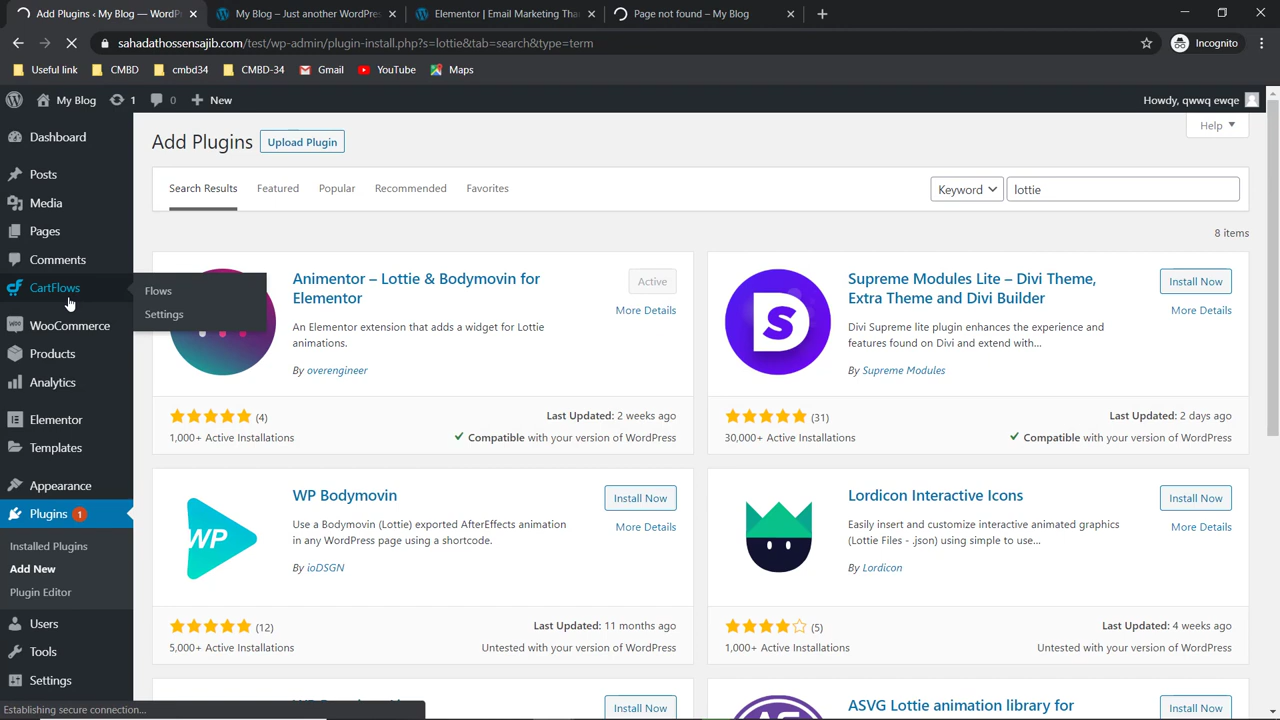 Add Plugins ‹ My Blog — WordP
My Blog – Just another WordPres
Elementor | Email Marketing Tha
Page not found – My Blog
sahadathossensajib.com/test/wp-admin/plugin-install.php?s=lottie&tab=search&type=term
Incognito
Useful link
CMBD
cmbd34
CMBD-34
Gmail
YouTube
Maps
My Blog
1
0
New
Howdy, qwwq ewqe
Dashboard
Posts
Media
Pages
Comments
CartFlows
Flows
Settings
WooCommerce
Products
Analytics
Elementor
Templates
Appearance
Plugins 1
Installed Plugins
Add New
Plugin Editor
Users
Tools
Settings
Establishing secure connection...
Add Plugins
Upload Plugin
Help
Search Results
Featured
Popular
Recommended
Favorites
Keyword
lottie
8 items
Animentor – Lottie & Bodymovin for
Elementor
Active
More Details
An Elementor extension that adds a widget for Lottie
animations.
By overengineer
(4)
1,000+ Active Installations
Last Updated: 2 weeks ago
Compatible with your version of WordPress
S
Supreme Modules Lite – Divi Theme,
Extra Theme and Divi Builder
Install Now
More Details
Divi Supreme lite plugin enhances the experience and
features found on Divi and extend with...
By Supreme Modules
(31)
30,000+ Active Installations
Last Updated: 2 days ago
Compatible with your version of WordPress
WP
WP Bodymovin
Install Now
More Details
Use a Bodymovin (Lottie) exported AfterEffects animation
in any WordPress page using a shortcode.
By ioDSGN
(12)
5,000+ Active Installations
Last Updated: 11 months ago
Untested with your version of WordPress
Lordicon Interactive Icons
Install Now
More Details
Easily insert and customize interactive animated graphics
(Lottie Files - .json) using simple to use...
By Lordicon
(5)
1,000+ Active Installations
Last Updated: 4 weeks ago
Untested with your version of WordPress
Install Now
ASVG Lottie animation library for
Install Now